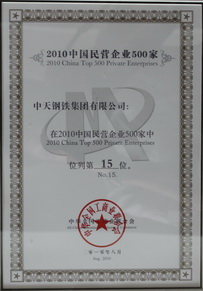 2010中国民营企业500家
2010 China Top 500 Private Enterprises
中天钢铁集团有限公司:
在2010中国民营企业500家中
2010 China Top 500 Private Enterprises
位列第 15 位。
No.15.